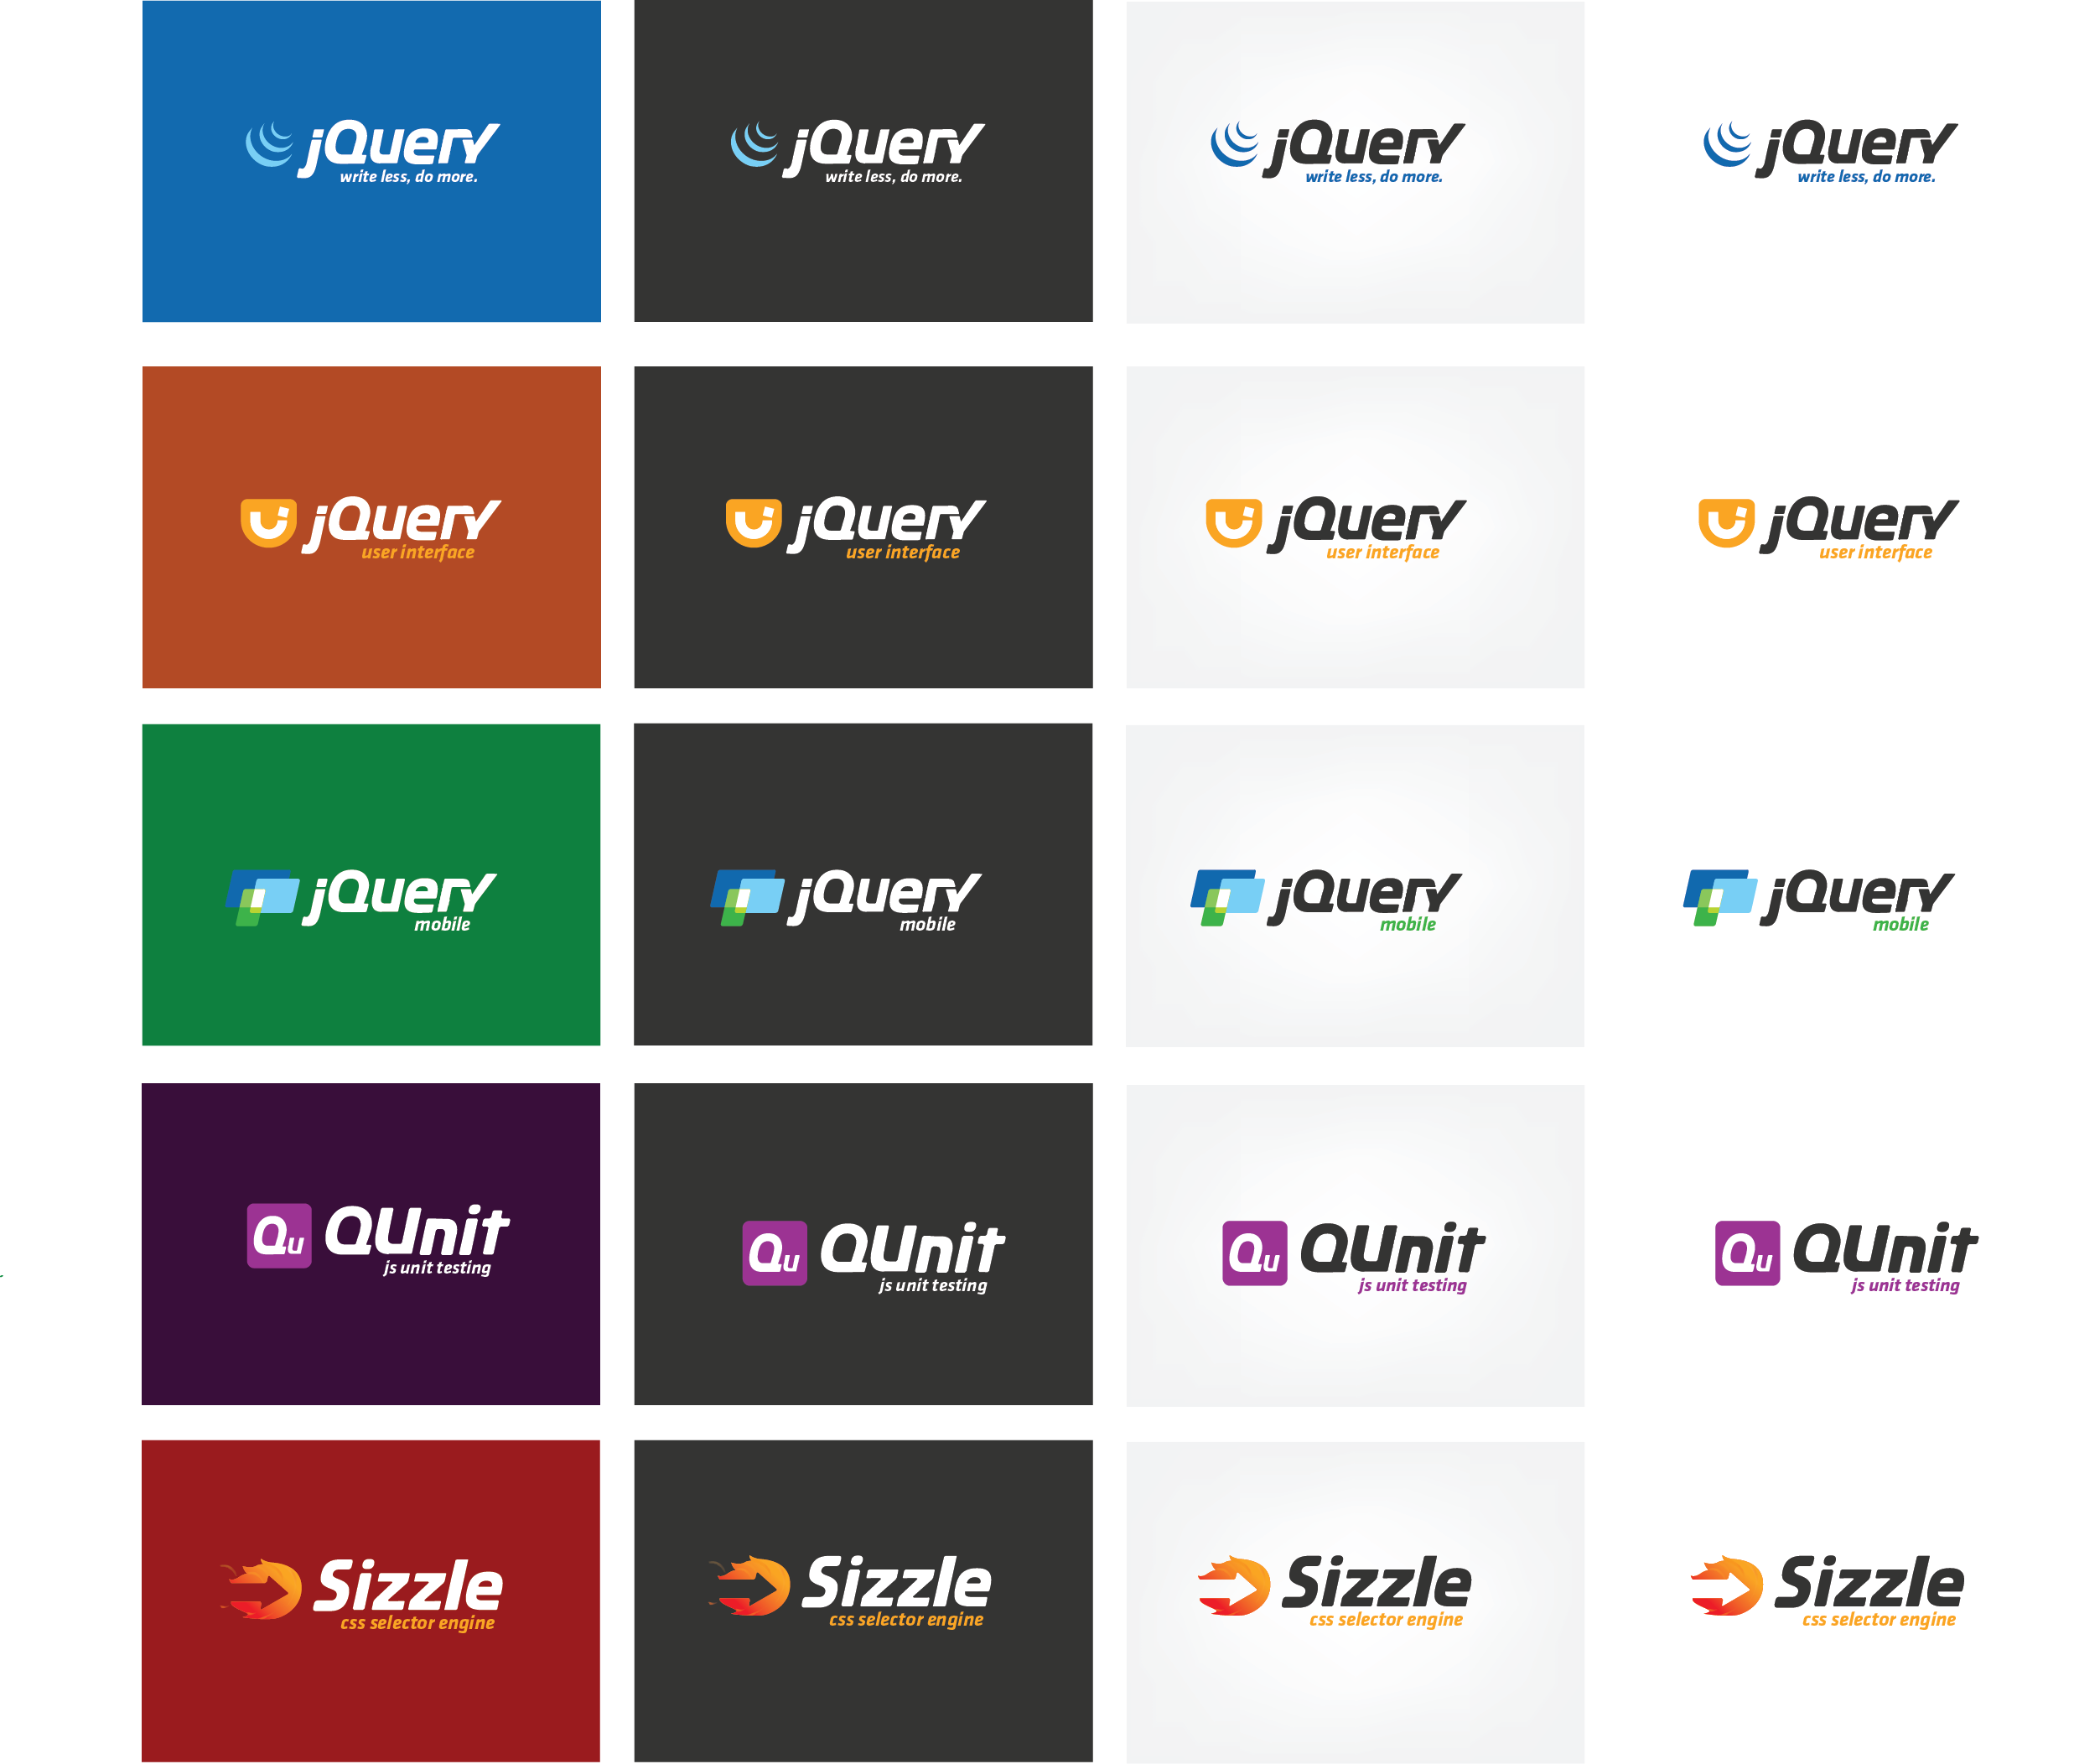 jQuery
write less, do more.
jQuery
write less, do more.
jQuery
write less, do more.
jQuery
write less, do more.
jQuery
user interface
jQuery
user interface
jQuery
user interface
jQuery
user interface
jQuery
mobile
jQuery
mobile
jQuery
mobile
jQuery
mobile
Qu QUnit
js unit testing
Qu QUnit
js unit testing
Qu QUnit
js unit testing
Qu QUnit
js unit testing
Sizzle
css selector engine
Sizzle
css selector engine
Sizzle
css selector engine
Sizzle
css selector engine